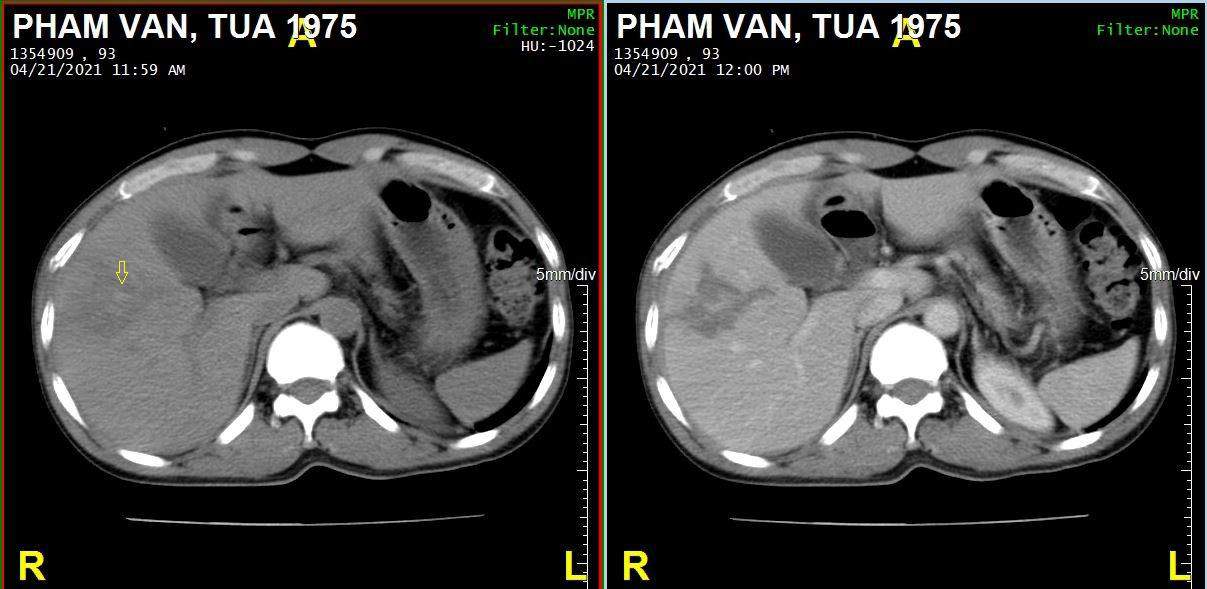 PHAM VAN, TUA 1975
A
MPR
Filter:None
HU:-1024
1354909 , 93
04/21/2021 11:59 AM
5mm/div
R
L
PHAM VAN, TUA 1975
A
MPR
Filter:None
1354909 , 93
04/21/2021 12:00 PM
5mm/div
R
L